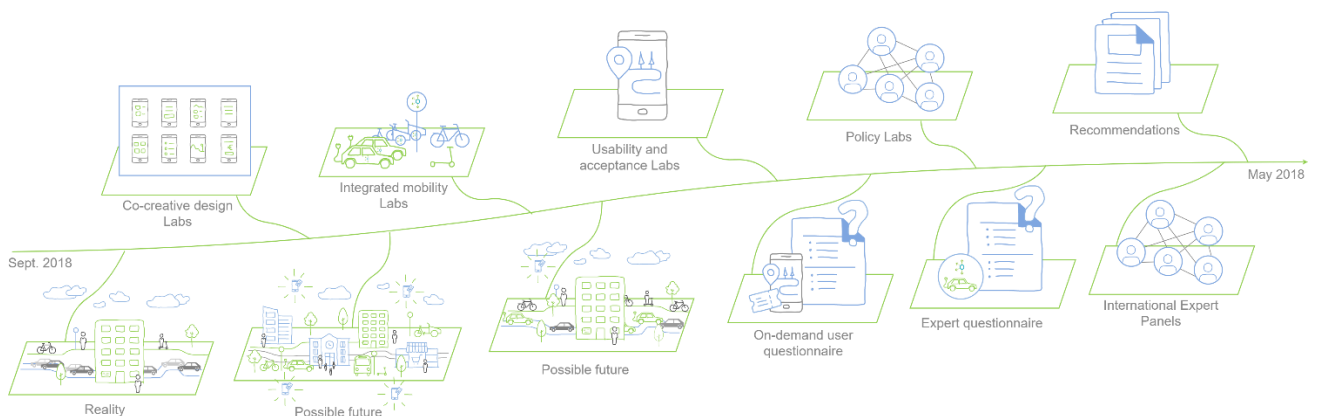 Co-creative design
Labs
Integrated mobility
Labs
Usability and
acceptance Labs
Policy Labs
Recommendations
May 2018
Sept. 2018
Reality
Possible future
Possible future
On-demand user
questionnaire
Expert questionnaire
International Expert
Panels